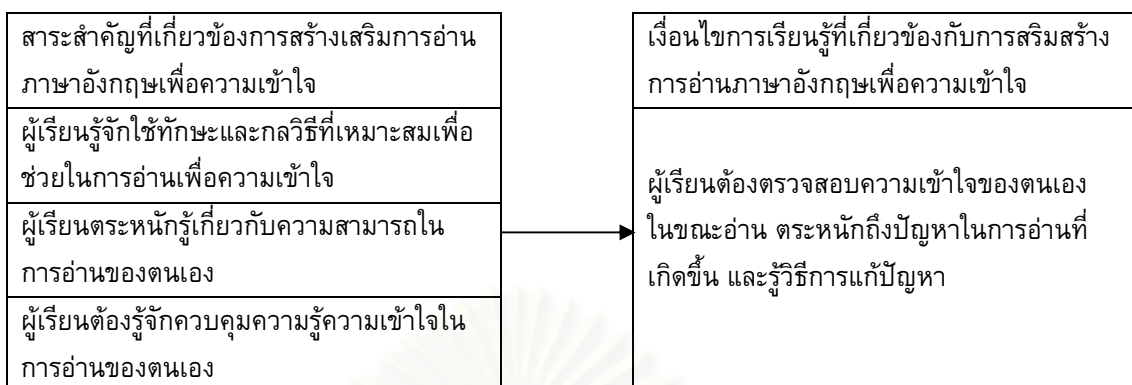 สาระสำคัญที่เกี่ยวข้องการสร้างเสริมการอ่าน
ภาษาอังกฤษเพื่อความเข้าใจ
ผู้เรียนรู้จักใช้ทักษะและกลวิธีที่เหมาะสมเพื่อ
ช่วยในการอ่านเพื่อความเข้าใจ
ผู้เรียนตระหนักรู้เกี่ยวกับความสามารถใน
การอ่านของตนเอง
ผู้เรียนต้องรู้จักควบคุมความรู้ความเข้าใจใน
การอ่านของตนเอง
เงื่อนไขการเรียนรู้ที่เกี่ยวข้องกับการสริมสร้าง
การอ่านภาษาอังกฤษเพื่อความเข้าใจ
ผู้เรียนต้องตรวจสอบความเข้าใจของตนเอง
ในขณะอ่าน ตระหนักถึงปัญหาในการอ่านที่
เกิดขึ้น และรู้วิธีการแก้ปัญหา